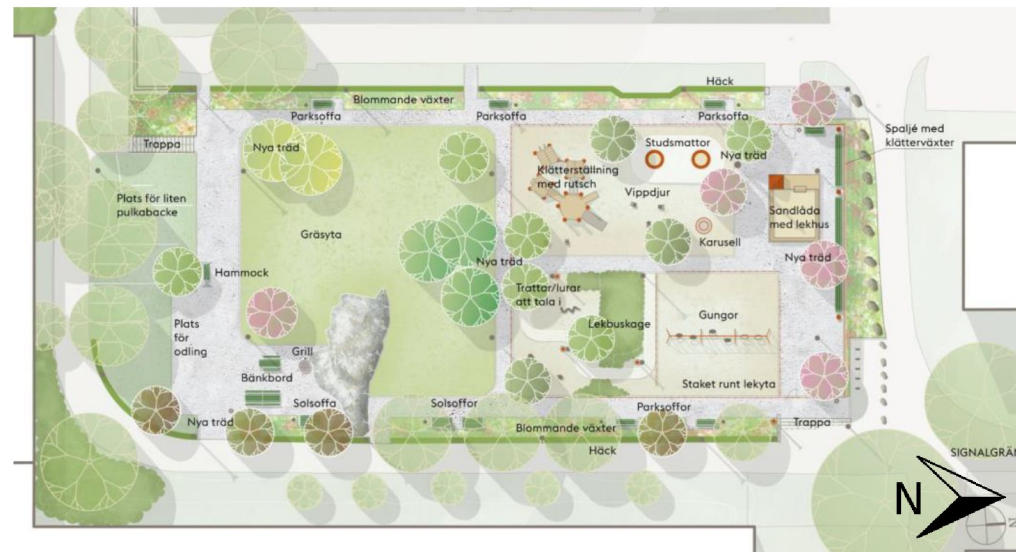 Häck
Blommande växter
Parksoffa
Parksoffa
Parksoffa
Spaljé med
klätterväxter
Trappa
Nya träd
Studsmattor
Nya träd
Klätterställning
med rutsch
Vippdjur
Plats för liten
pulkabacke
Sandlåda
med lekhus
Gräsyta
Karusell
Nya träd
Nya träd
Hammock
Trattar/lurar
att tala i
Gungor
Plats
för
odling
Lekbuskage
Grill
Bänkbord
Staket runt lekyta
Solsoffa
Solsoffor
Parksoffor
Nya träd
Blommande växter
Trappa
Häck
SIGNALGRÄN
N
N